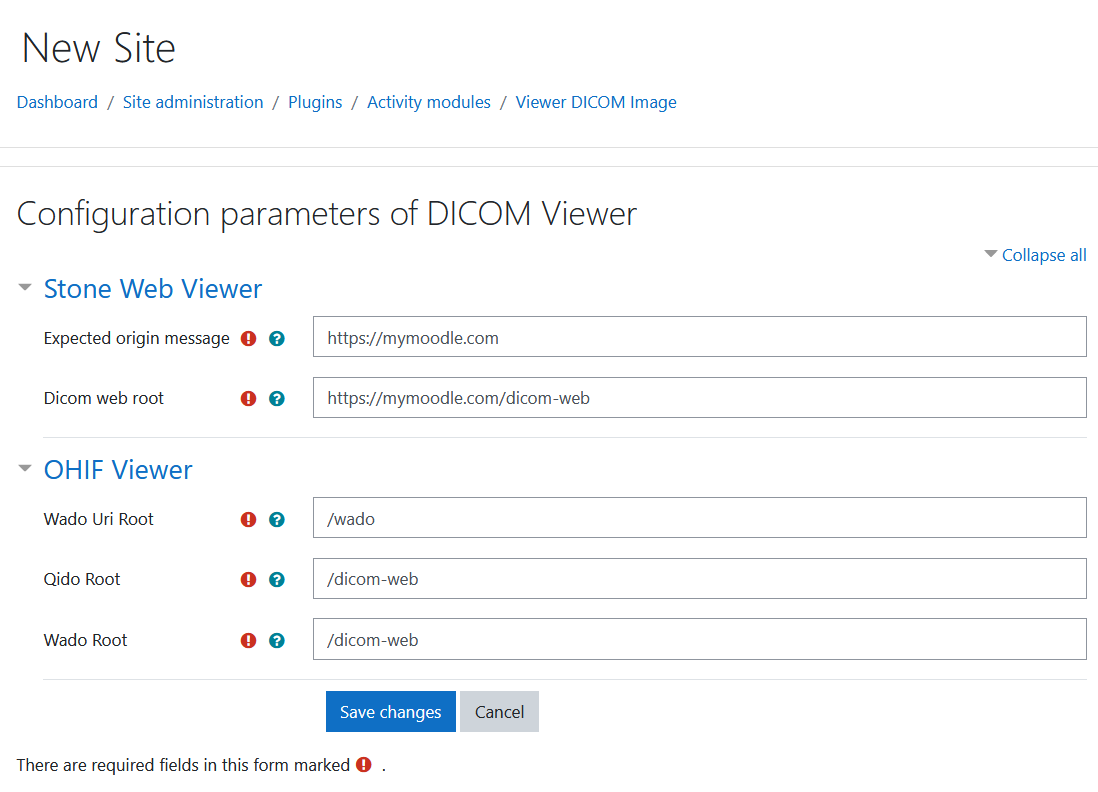 New Site
Dashboard / Site administration / Plugins / Activity modules / Viewer DICOM Image
Configuration parameters of DICOM Viewer
Collapse all
Stone Web Viewer
Expected origin message ! ? https://mymoodle.com
Dicom web root ! ? https://mymoodle.com/dicom-web
OHIF Viewer
Wado Uri Root ! ? /wado
Qido Root ! ? /dicom-web
Wado Root ! ? /dicom-web
Save changes Cancel
There are required fields in this form marked ! .